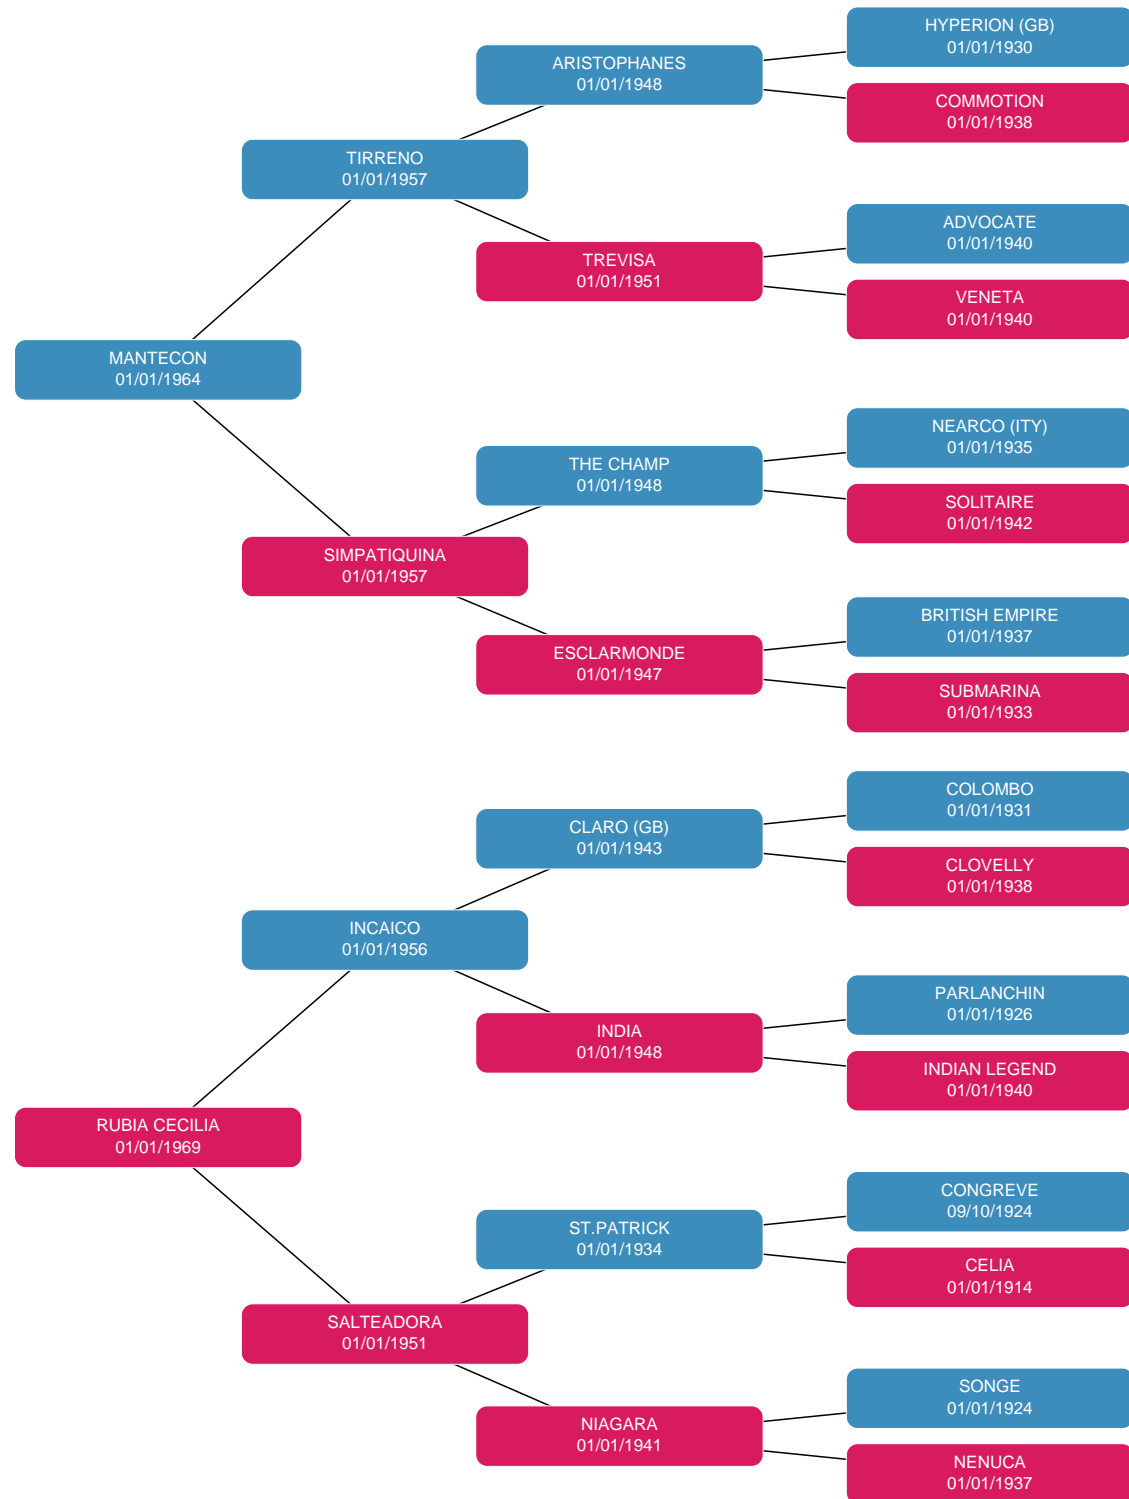 HYPERION (GB)
01/01/1930
ARISTOPHANES
01/01/1948
COMMOTION
01/01/1938
TIRRENO
01/01/1957
ADVOCATE
01/01/1940
TREVISA
01/01/1951
VENETA
01/01/1940
MANTECON
01/01/1964
NEARCO (ITY)
01/01/1935
THE CHAMP
01/01/1948
SOLITAIRE
01/01/1942
SIMPATIQUINA
01/01/1957
BRITISH EMPIRE
01/01/1937
ESCLARMONDE
01/01/1947
SUBMARINA
01/01/1933
COLOMBO
01/01/1931
CLARO (GB)
01/01/1943
CLOVELLY
01/01/1938
INCAICO
01/01/1956
PARLANCHIN
01/01/1926
INDIA
01/01/1948
INDIAN LEGEND
01/01/1940
RUBIA CECILIA
01/01/1969
CONGREVE
09/10/1924
ST.PATRICK
01/01/1934
CELIA
01/01/1914
SALTEADORA
01/01/1951
SONGE
01/01/1924
NIAGARA
01/01/1941
NENUCA
01/01/1937